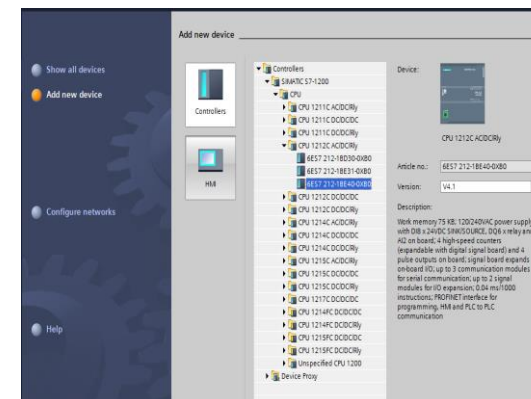 Add new device
Show all devices
Add new device
Configure networks
Help
Controllers
HMI
Controllers
SIMATIC S7-1200
CPU
CPU 1211C AC/DC/Rly
CPU 1211C DC/DC/DC
CPU 1211C DC/DC/Rly
CPU 1212C AC/DC/Rly
6ES7 212-1BD30-0XB0
6ES7 212-1BE31-0XB0
6ES7 212-1BE40-0XB0
CPU 1212C DC/DC/DC
CPU 1212C DC/DC/Rly
CPU 1214C AC/DC/Rly
CPU 1214C DC/DC/DC
CPU 1214C DC/DC/Rly
CPU 1215C AC/DC/Rly
CPU 1215C DC/DC/DC
CPU 1215C DC/DC/Rly
CPU 1217C DC/DC/DC
CPU 1214FC DC/DC/DC
CPU 1214FC DC/DC/Rly
CPU 1215FC DC/DC/DC
CPU 1215FC DC/DC/Rly
Unspecified CPU 1200
Device Proxy
Device:
CPU 1212C AC/DC/Rly
Article no.: 6ES7 212-1BE40-0XB0
Version: V4.1
Description:
Work memory 75 KB; 120/240VAC power supply
with DI8 x 24VDC SINK/SOURCE, DQ6 x relay and
AI2 on board; 4 high-speed counters
(expandable with digital signal board) and 4
pulse outputs on board; signal board expands
on-board I/O; up to 3 communication modules
for serial communication; up to 2 signal
modules for I/O expansion; 0.04 ms/1000
instructions; PROFINET interface for
programming, HMI and PLC to PLC
communication